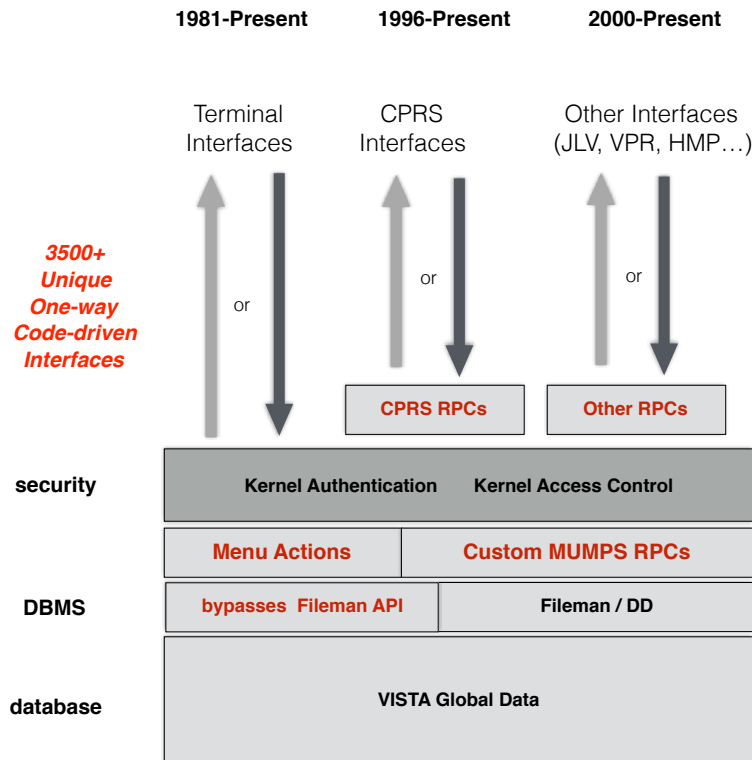 1981-Present 1996-Present 2000-Present
Terminal
Interfaces
CPRS
Interfaces
Other Interfaces
(JLV, VPR, HMP…)
3500+
Unique
One-way
Code-driven
Interfaces
or
or
or
CPRS RPCs
Other RPCs
security
Kernel Authentication Kernel Access Control
Menu Actions
Custom MUMPS RPCs
DBMS
bypasses Fileman API
Fileman / DD
database
VISTA Global Data